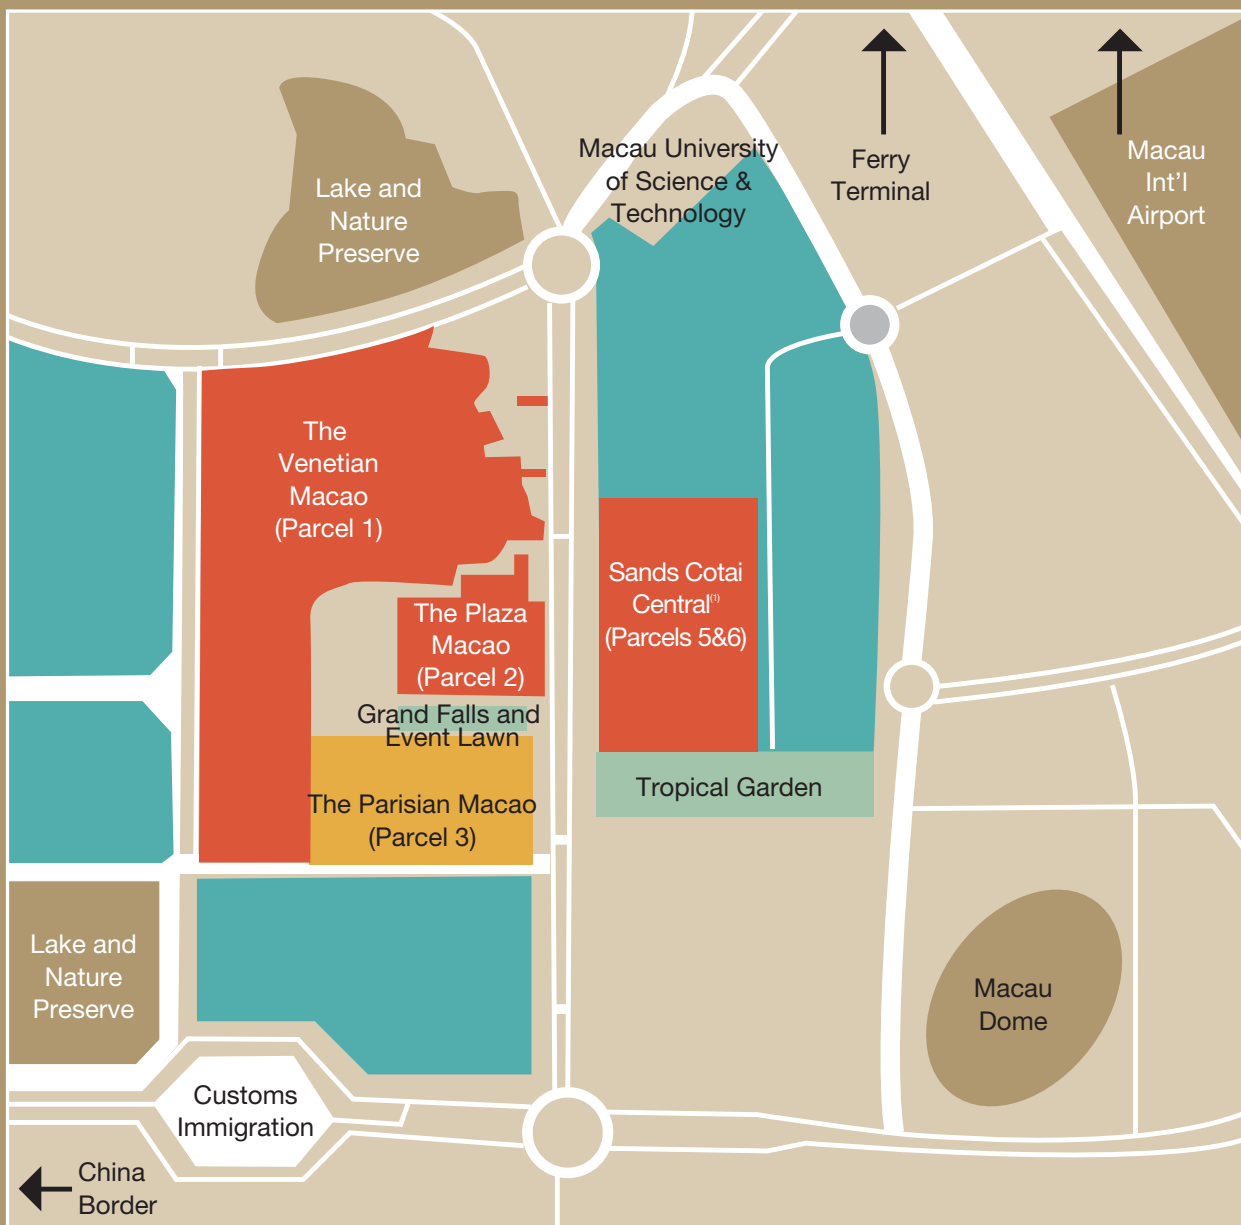 Macau University
of Science &
Technology
Ferry
Terminal
Macau
Int'l
Airport
Lake and
Nature
Preserve
The
Venetian
Macao
(Parcel 1)
Sands Cotai
Central(1)
(Parcels 5&6)
The Plaza
Macao
(Parcel 2)
Grand Falls and
Event Lawn
The Parisian Macao
(Parcel 3)
Tropical Garden
Lake and
Nature
Preserve
Macau
Dome
Customs
Immigration
China
Border